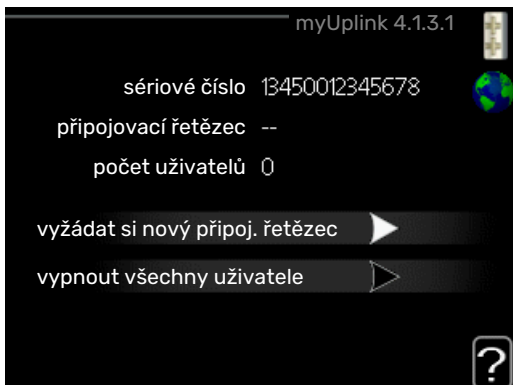 myUplink 4.1.3.1
sériové číslo 13450012345678
připojovací řetězec --
počet uživatelů 0
vyžádat si nový připoj. řetězec
vypnout všechny uživatele
?